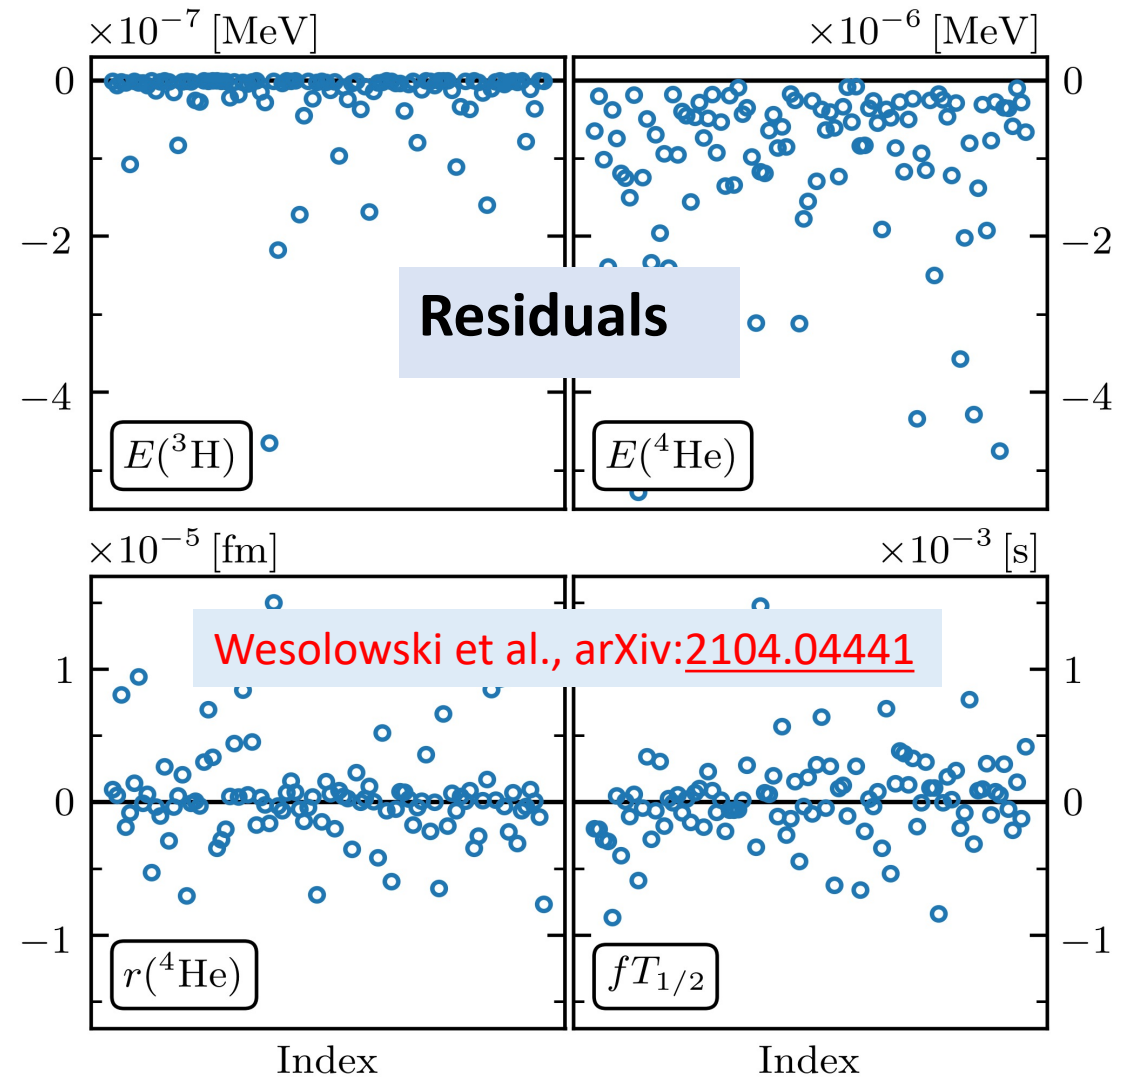 ×10⁻⁷ [MeV]
×10⁻⁶ [MeV]
0
0
−2
−2
Residuals
−4
−4
E(³H)
E(⁴He)
×10⁻⁵ [fm]
×10⁻³ [s]
Wesolowski et al., arXiv:2104.04441
1
1
0
0
−1
−1
r(⁴He)
fT₁/₂
Index
Index